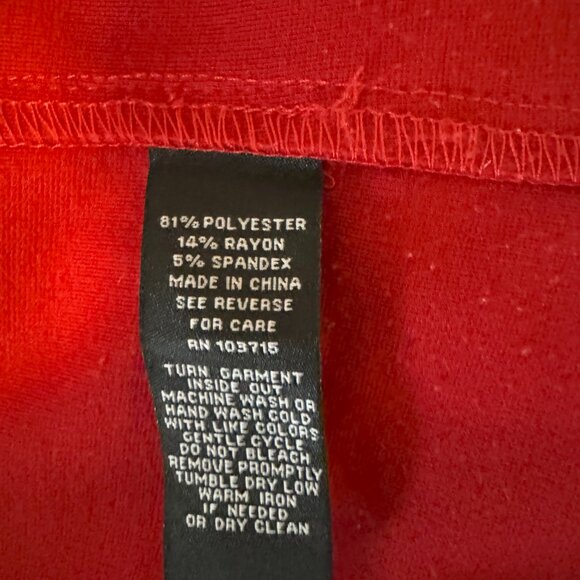 81% POLYESTER
14% RAYON
5% SPANDEX
MADE IN CHINA
SEE REVERSE
FOR CARE
RN 103715
TURN GARMENT
INSIDE OUT
MACHINE WASH OR
HAND WASH COLD
WITH LIKE COLORS
GENTLE CYCLE
DO NOT BLEACH
REMOVE PROMPTLY
TUMBLE DRY LOW
WARM IRON
IF NEEDED
OR DRY CLEAN